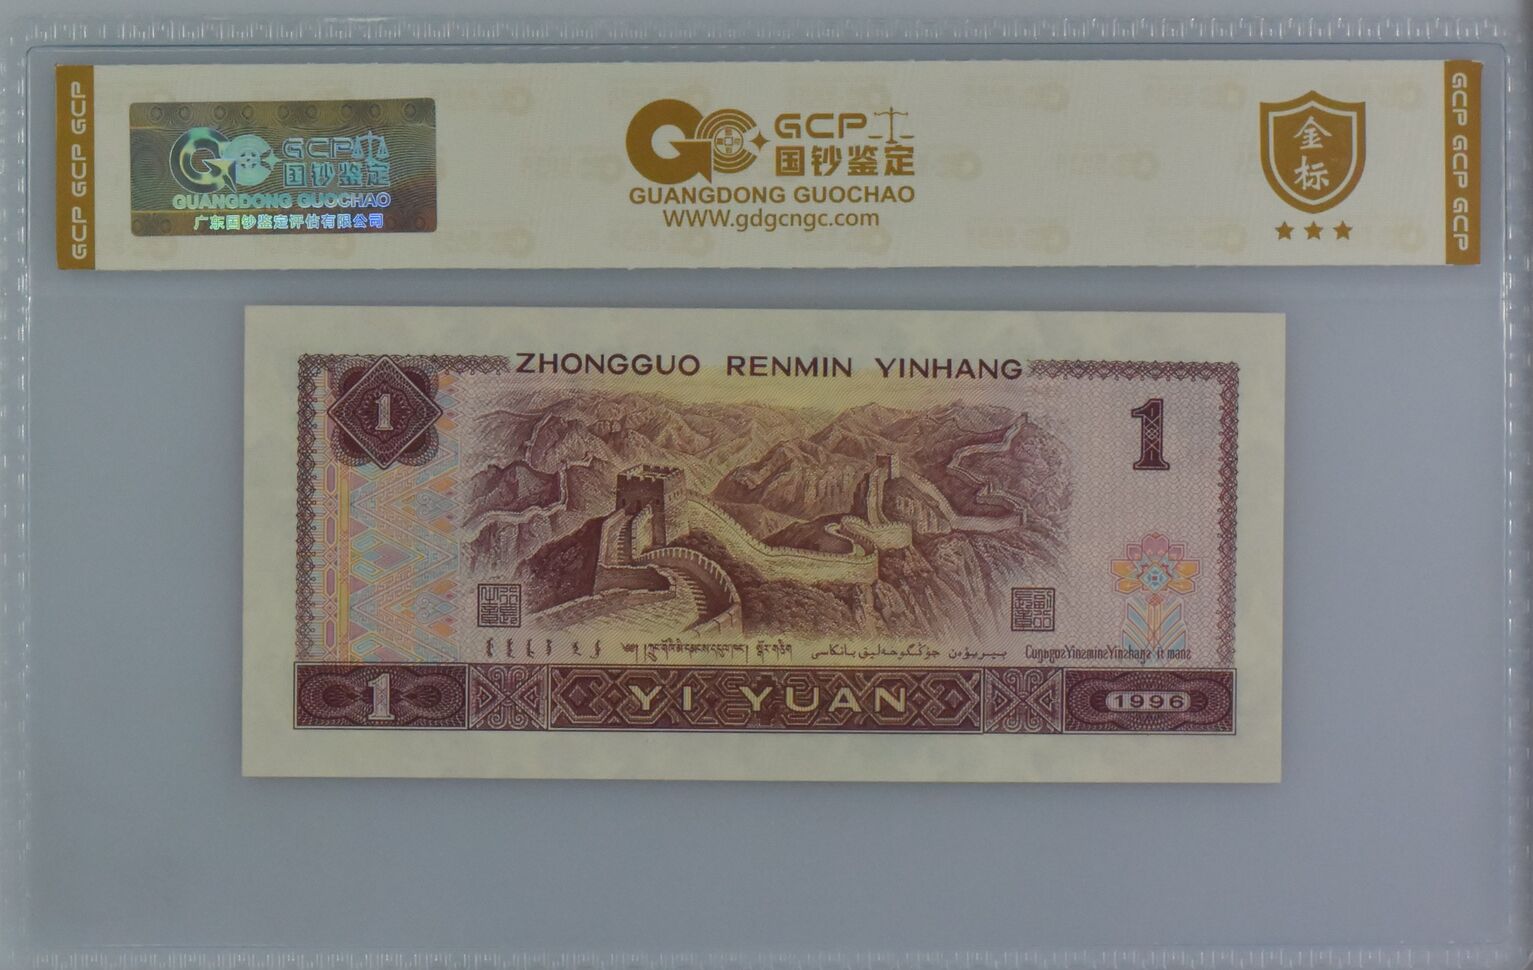 GCP GCP GCP
GCP
国钞鉴定
GUANGDONG GUOCHAO
广东国钞鉴定评估有限公司
GCP
国钞鉴定
GUANGDONG GUOCHAO
WWW.gdgcngc.com
金
标
GCP GCP GCP
ZHONGGUO RENMIN YINHANG
1
1
1
YI YUAN
1996